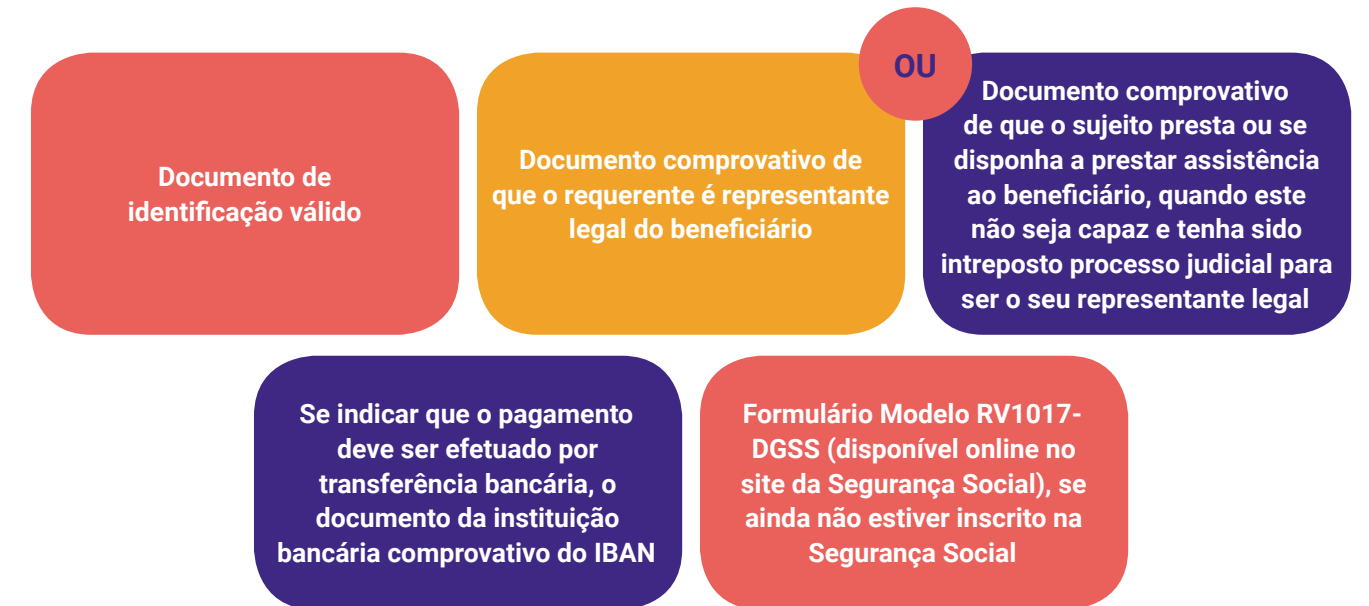 Documento de
identificação válido
Documento comprovativo de
que o requerente é representante
legal do beneficiário
OU
Documento comprovativo
de que o sujeito presta ou se
disponha a prestar assistência
ao beneficiário, quando este
não seja capaz e tenha sido
intreposto processo judicial para
ser o seu representante legal
Se indicar que o pagamento
deve ser efetuado por
transferência bancária, o
documento da instituição
bancária comprovativo do IBAN
Formulário Modelo RV1017-
DGSS (disponível online no
site da Segurança Social), se
ainda não estiver inscrito na
Segurança Social